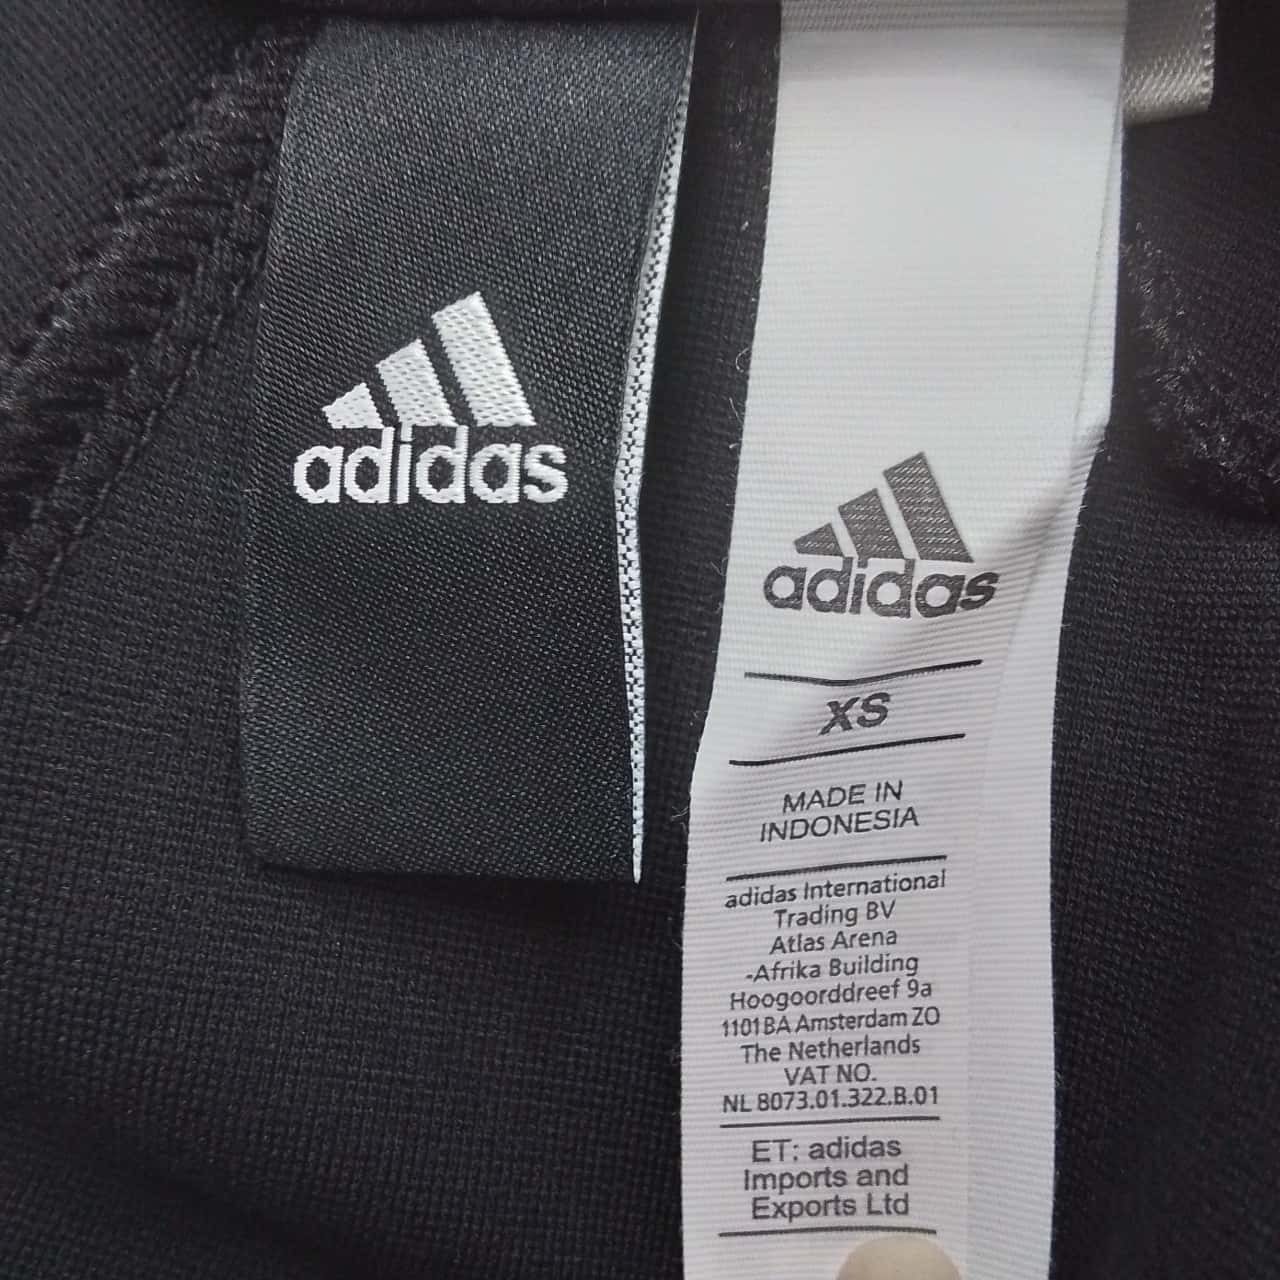 adidas
adidas
XS
MADE IN
INDONESIA
adidas International
Trading BV
Atlas Arena
-Afrika Building
Hoogoorddreef 9a
1101 BA Amsterdam ZO
The Netherlands
VAT NO.
NL 8073.01.322.B.01
ET: adidas
Imports and
Exports Ltd